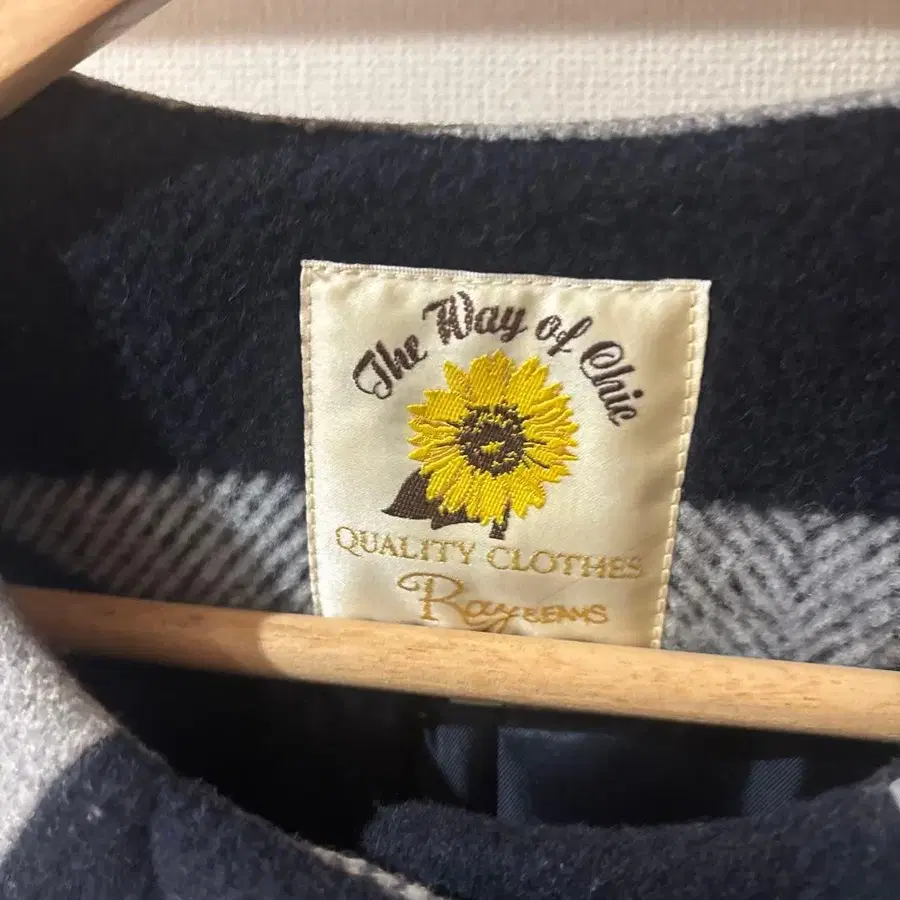 The Way of Chic
QUALITY CLOTHES
Ray BEAMS